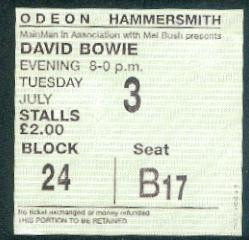 ODEON HAMMERSMITH
MainMan in Association with Mel Bush presents
DAVID BOWIE
EVENING 8-0 p.m.
TUESDAY 3
JULY
STALLS
£2.00
BLOCK Seat
24 B17
No ticket exchanged or money refunded
THIS PORTION TO BE RETAINED